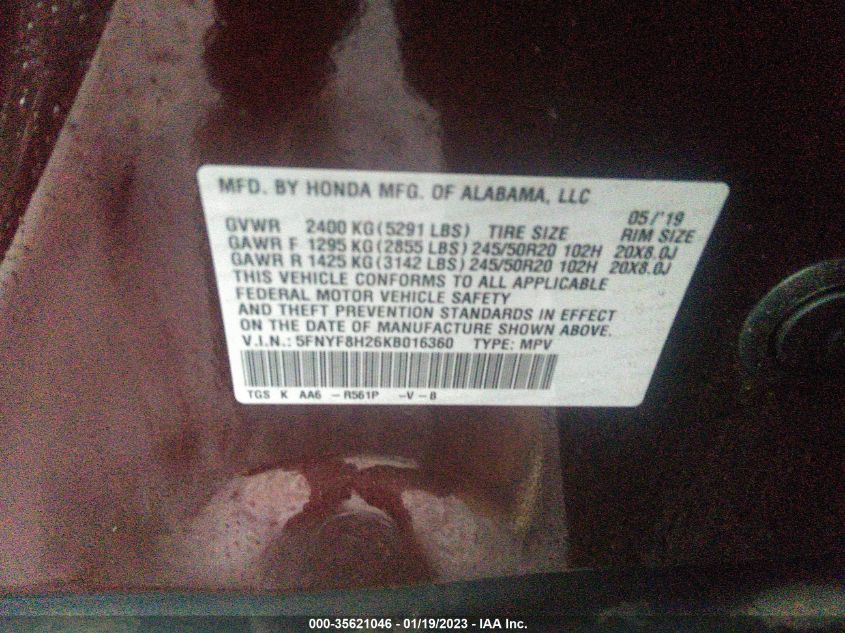 MFD. BY HONDA MFG. OF ALABAMA, LLC
05/'19
GVWR 2400 KG(5291 LBS) TIRE SIZE RIM SIZE
GAWR F 1295 KG(2855 LBS) 245/50R20 102H 20X8.0J
GAWR R 1425 KG(3142 LBS) 245/50R20 102H 20X8.0J
THIS VEHICLE CONFORMS TO ALL APPLICABLE
FEDERAL MOTOR VEHICLE SAFETY
AND THEFT PREVENTION STANDARDS IN EFFECT
ON THE DATE OF MANUFACTURE SHOWN ABOVE.
V.I.N.: 5FNYF8H26KB016360 TYPE: MPV
TGS K AA6 - R561P - V - 8
000-35621046 - 01/19/2023 - IAA Inc.